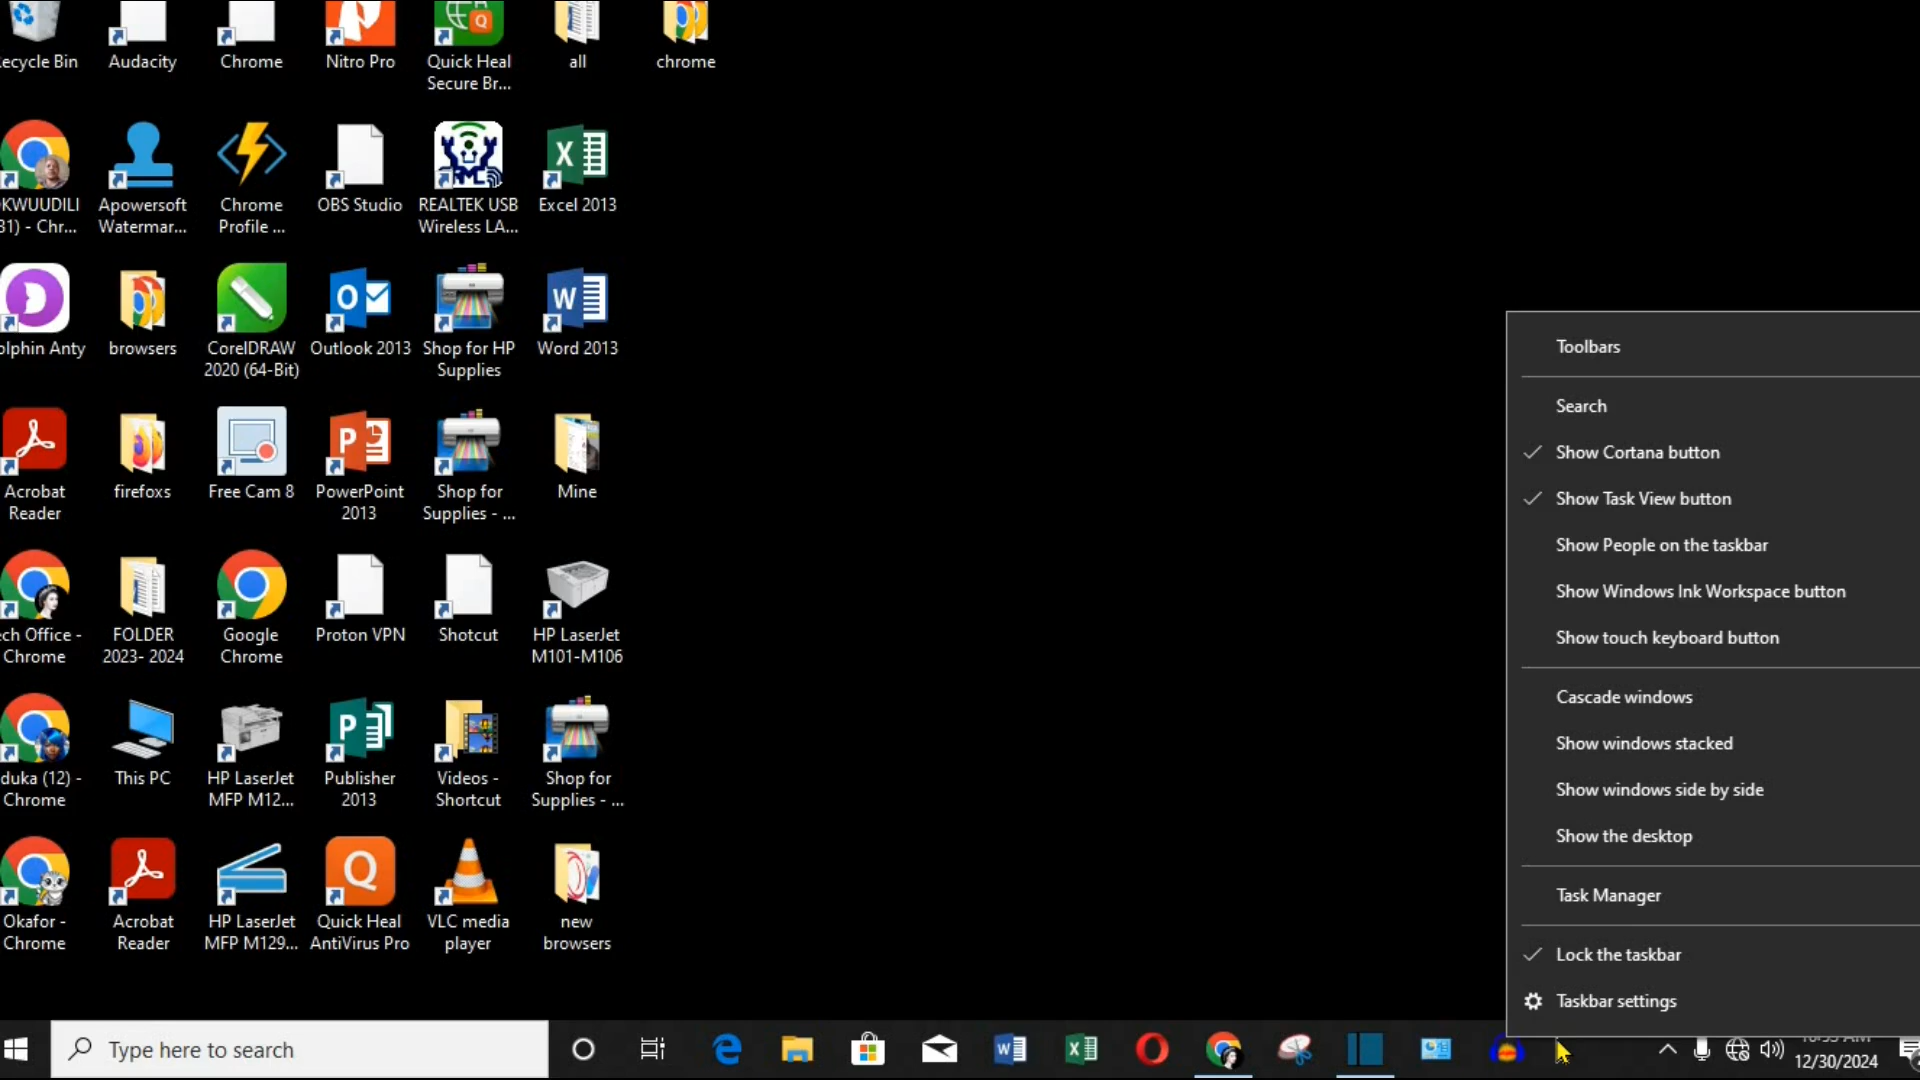 ecycle Bin
Audacity
Chrome
Nitro Pro
Quick Heal
Secure Br...
all
chrome
KWUUDILI
31) - Chr...
Apowersoft
Watermar...
Chrome
Profile ...
OBS Studio
REALTEK USB
Wireless LA...
Excel 2013
olphin Anty
browsers
CorelDRAW
2020 (64-Bit)
Outlook 2013
Shop for HP
Supplies
Word 2013
Acrobat
Reader
firefoxs
Free Cam 8
PowerPoint
2013
Shop for
Supplies - ...
Mine
ech Office -
Chrome
FOLDER
2023- 2024
Google
Chrome
Proton VPN
Shotcut
HP LaserJet
M101-M106
duka (12) -
Chrome
This PC
HP LaserJet
MFP M12...
Publisher
2013
Videos -
Shortcut
Shop for
Supplies - ...
Okafor -
Chrome
Acrobat
Reader
HP LaserJet
MFP M129...
Quick Heal
AntiVirus Pro
VLC media
player
new
browsers
Toolbars
Search
Show Cortana button
Show Task View button
Show People on the taskbar
Show Windows Ink Workspace button
Show touch keyboard button
Cascade windows
Show windows stacked
Show windows side by side
Show the desktop
Task Manager
Lock the taskbar
Taskbar settings
Type here to search
12/30/2024